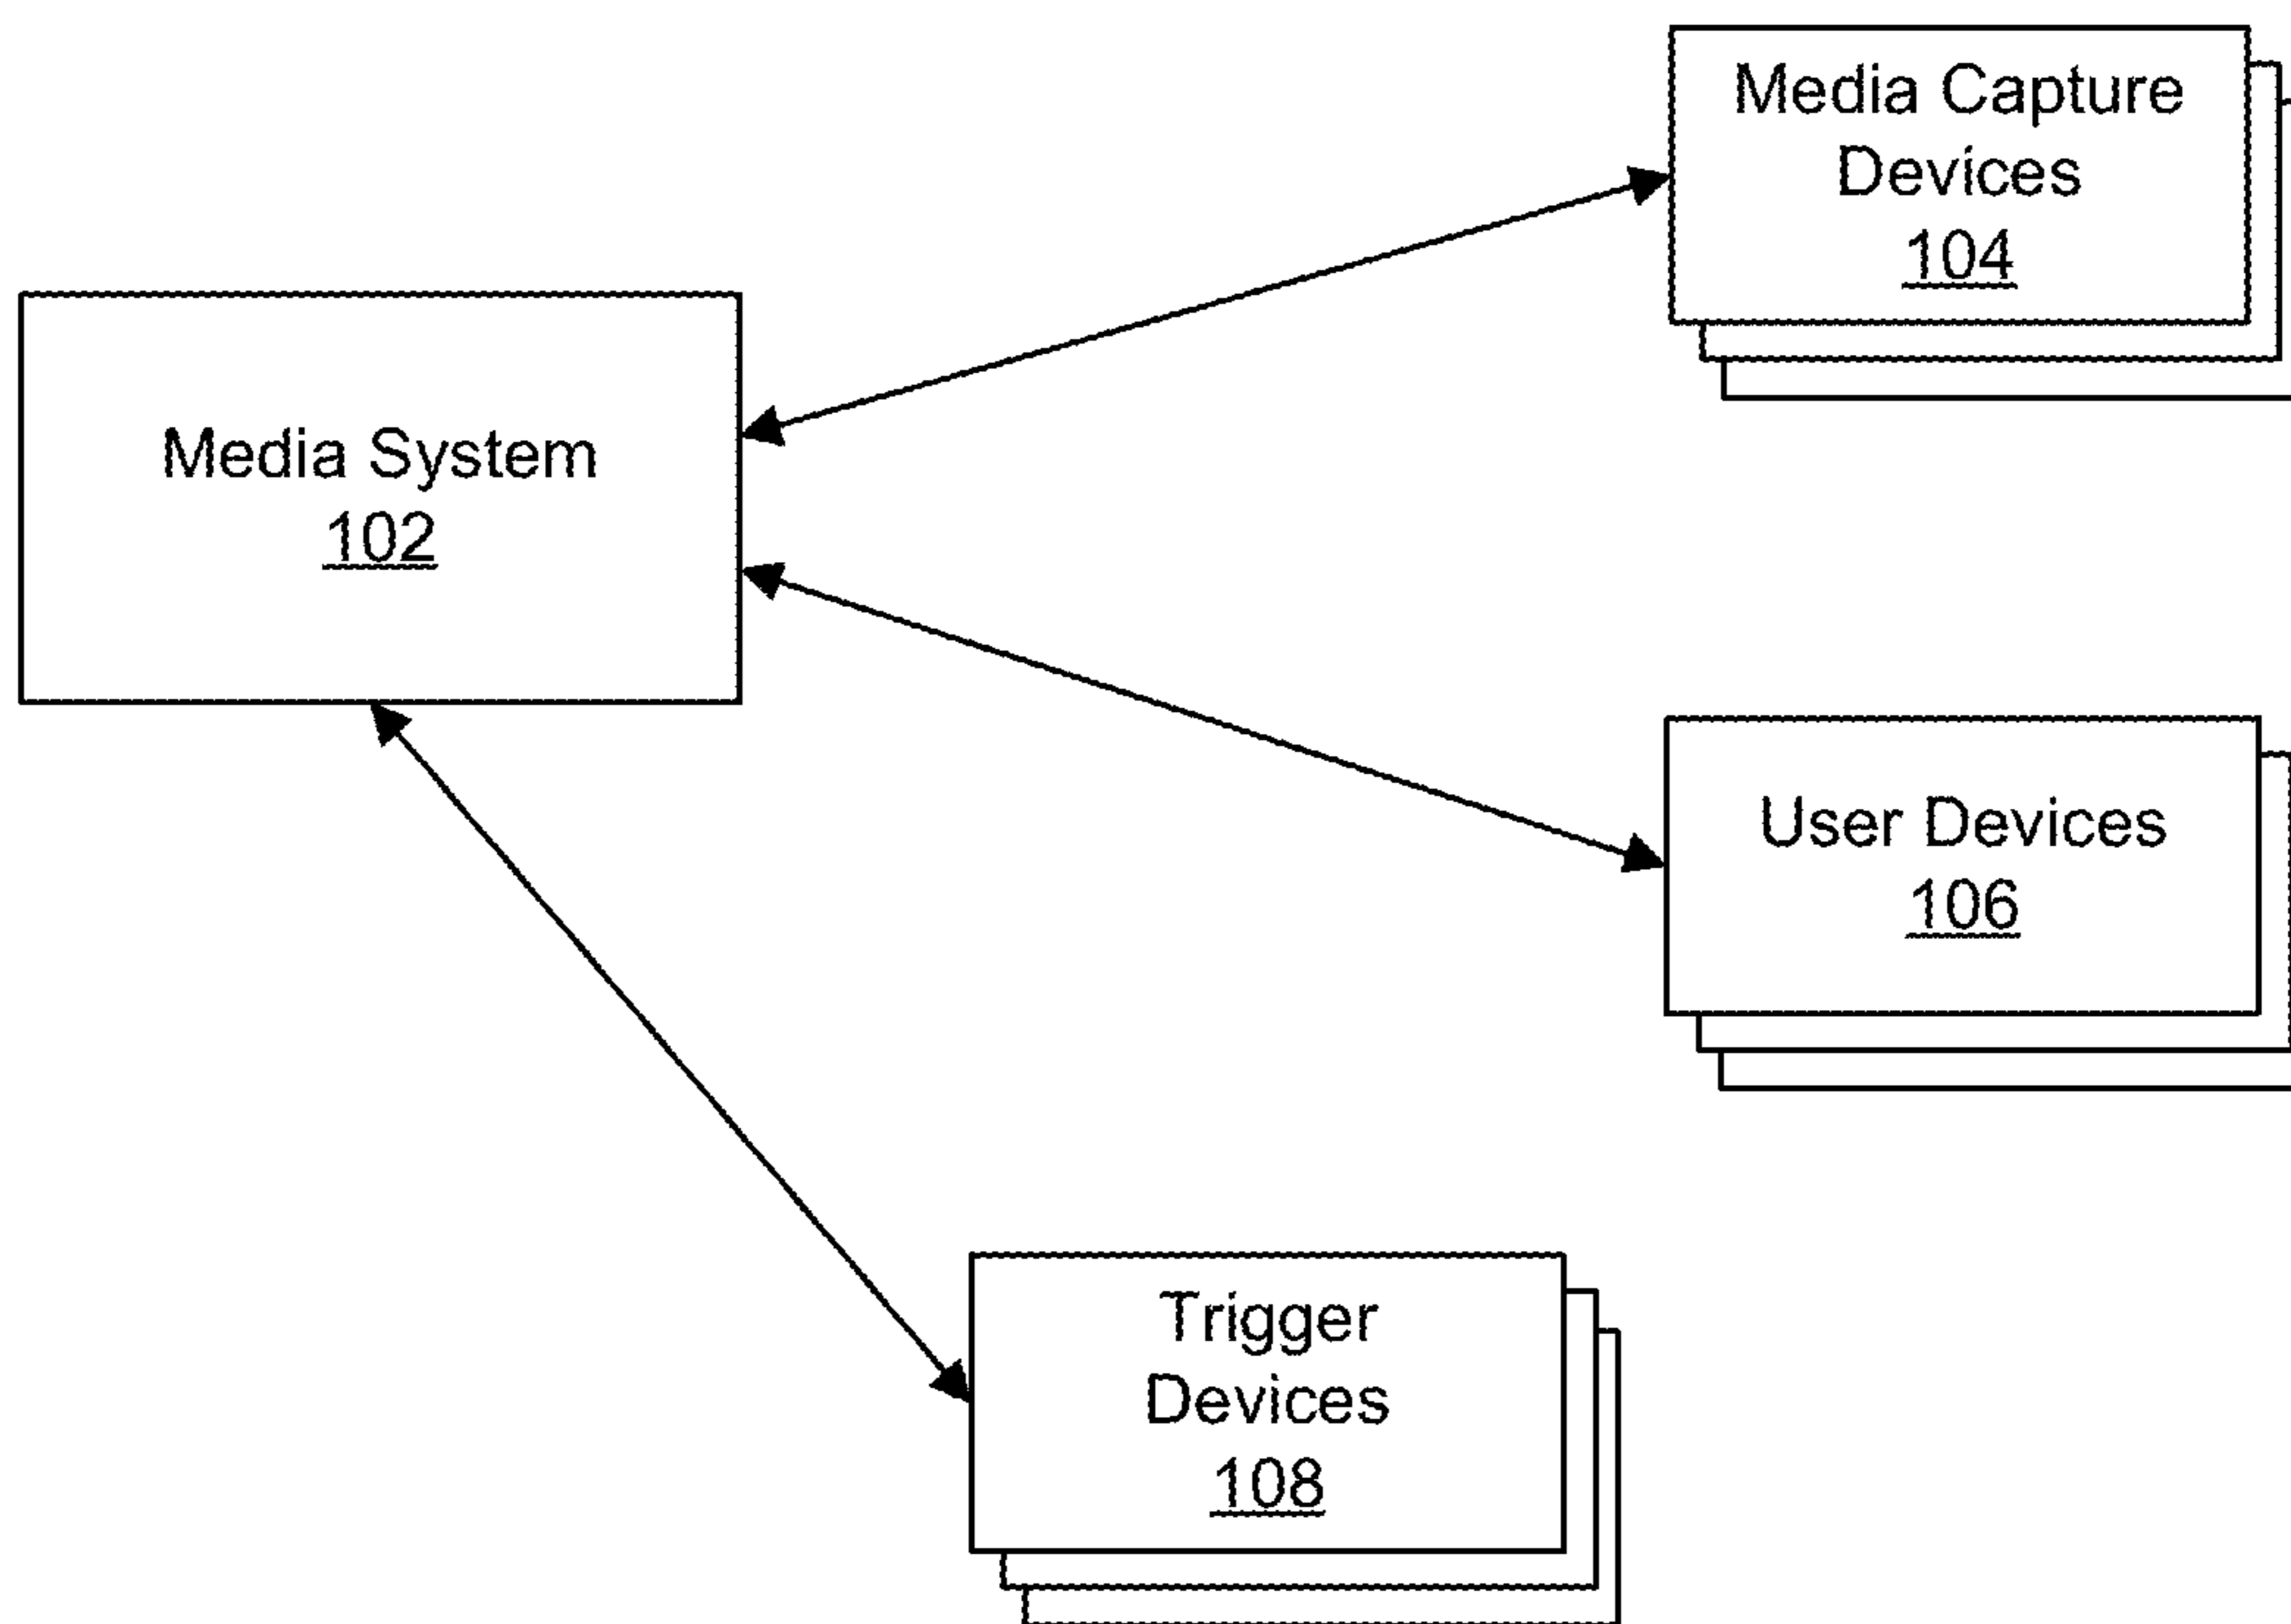 Media Capture
Devices
104
Media System
102
User Devices
106
Trigger
Devices
108